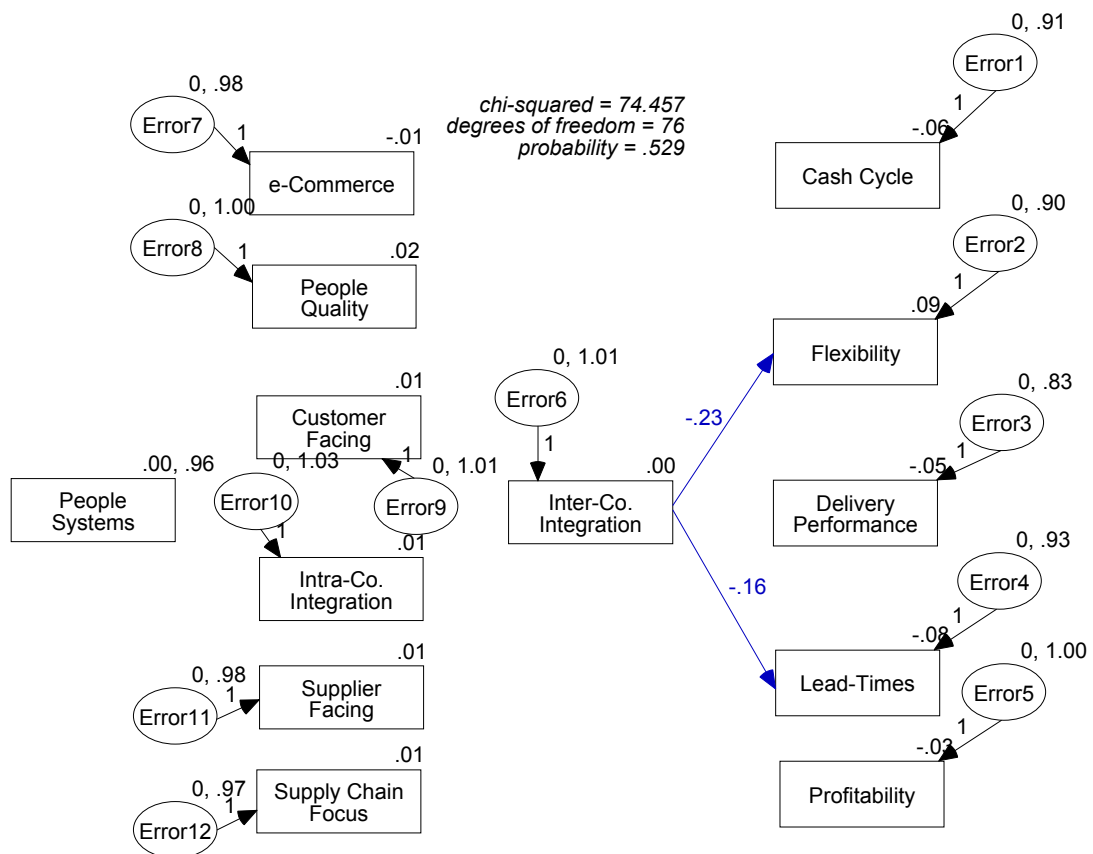 0, .91
Error1
1
-.06
Cash Cycle
0, .98
Error7
1
-.01
e-Commerce
chi-squared = 74.457
degrees of freedom = 76
probability = .529
0, 1.00
Error8
1
.02
People
Quality
0, .90
Error2
1
.09
Flexibility
0, 1.01
Error6
1
.00
Inter-Co.
Integration
-.23
-.16
.01
Customer
Facing
1
0, 1.01
Error9
0, 1.03
Error10
1
.01
Intra-Co.
Integration
.00, .96
People
Systems
0, .83
Error3
1
-.05
Delivery
Performance
0, .93
Error4
1
-.08
Lead-Times
0, .98
Error11
1
.01
Supplier
Facing
0, 1.00
Error5
1
-.03
Profitability
0, .97
Error12
1
.01
Supply Chain
Focus